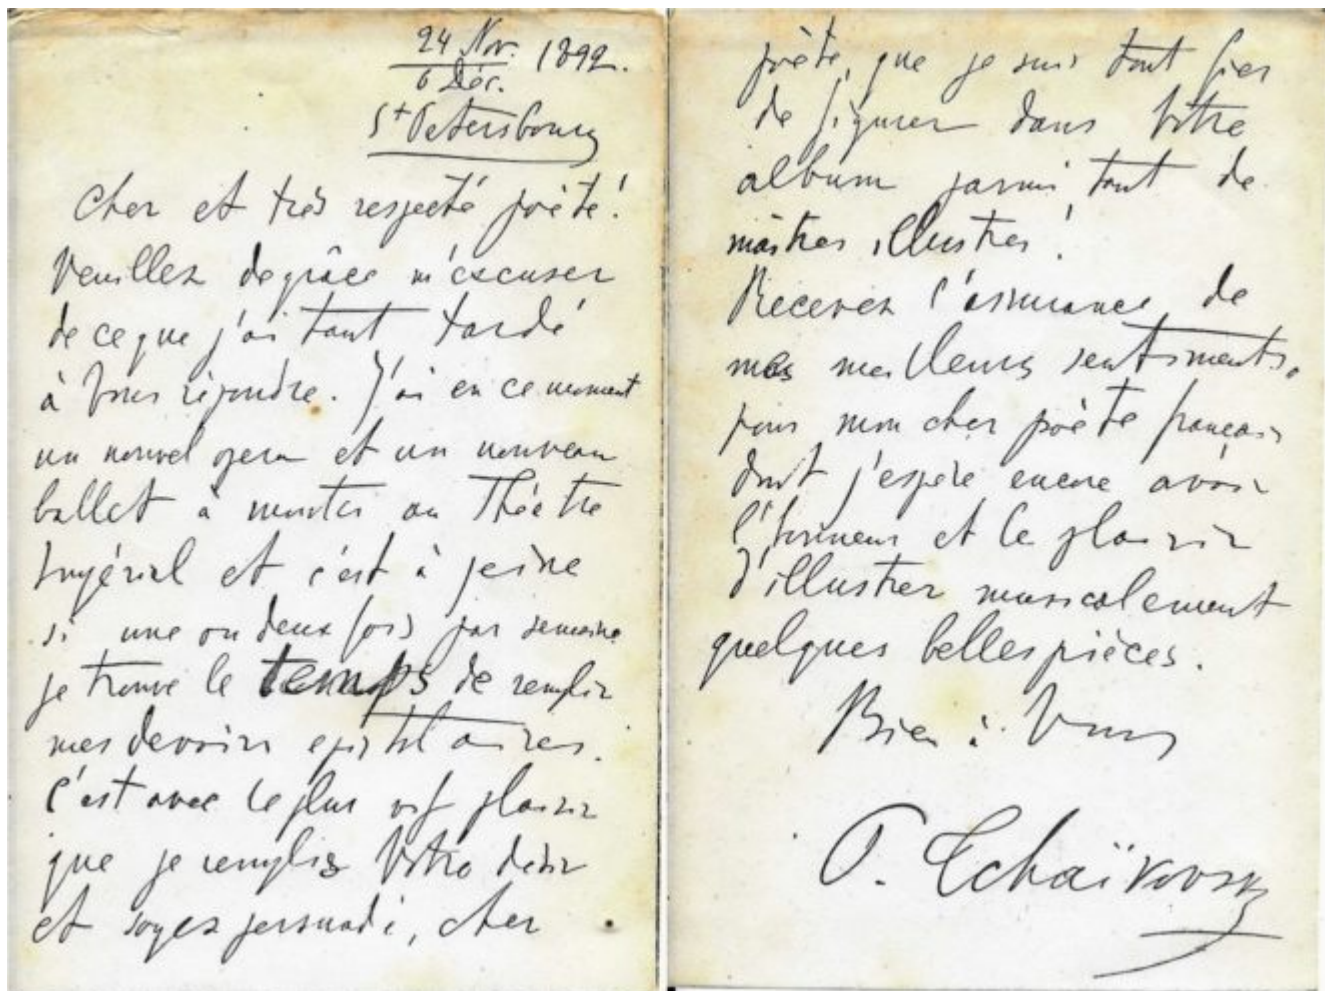 24 Nov. 1892.
6 Déc.
St Petersbourg
Cher et très respecté poète!
Veuillez de grâce m'excuser
de ce que j'ai tant tardé
à Vous répondre. J'ai en ce moment
un nouvel opera et un nouveau
ballet à monter au Théâtre
Impérial et c'est à peine
si une ou deux fois par semaine
je trouve le temps de remplir
mes devoirs epistolaires.
C'est avec le plus vif plaisir
que je remplis Votre désir
et soyez persuadé, cher
poète, que je suis tout fier
de figurer dans Votre
album parmi tant de
maîtres illustres!
Recevez l'assurance de
mes meilleurs sentiments.
pour mon cher poète français
dont j'espère encore avoir
l'honneur et le plaisir
d'illustrer musicalement
quelques belles pièces.
Bien à Vous
P. Tchaïkovsky